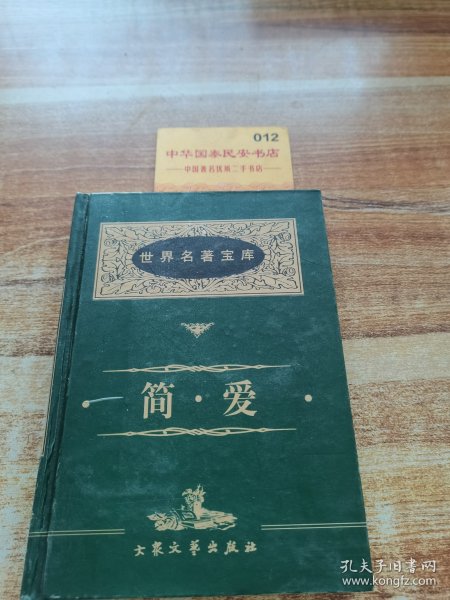 012
中华国泰民安书店
中国著名优质二手书店
世界名著宝库
简·爱
大众文艺出版社
孔夫子旧书网
www.kongfz.com